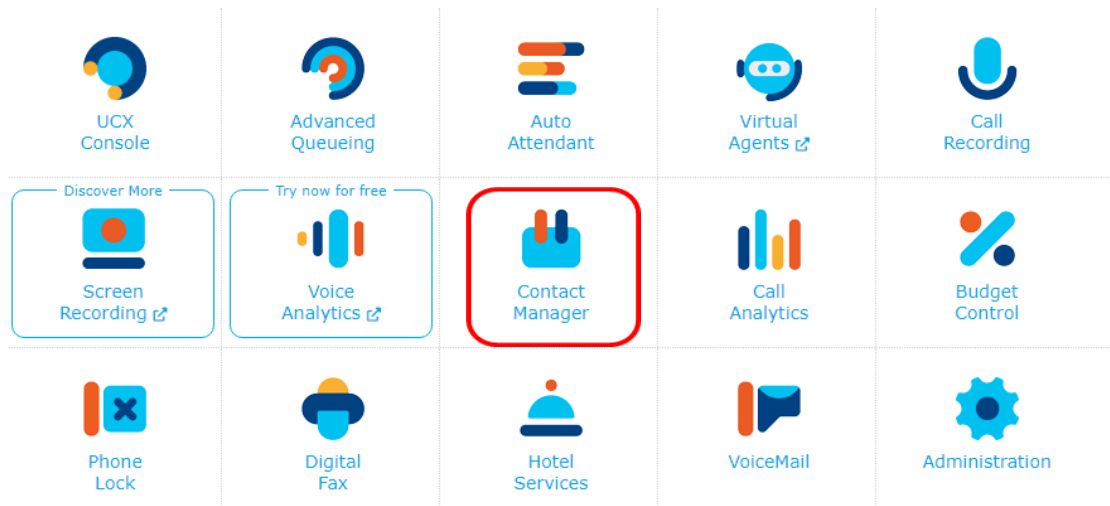 UCX
Console
Advanced
Queueing
Auto
Attendant
Virtual
Agents
Call
Recording
Discover More
Screen
Recording
Try now for free
Voice
Analytics
Contact
Manager
Call
Analytics
Budget
Control
Phone
Lock
Digital
Fax
Hotel
Services
VoiceMail
Administration